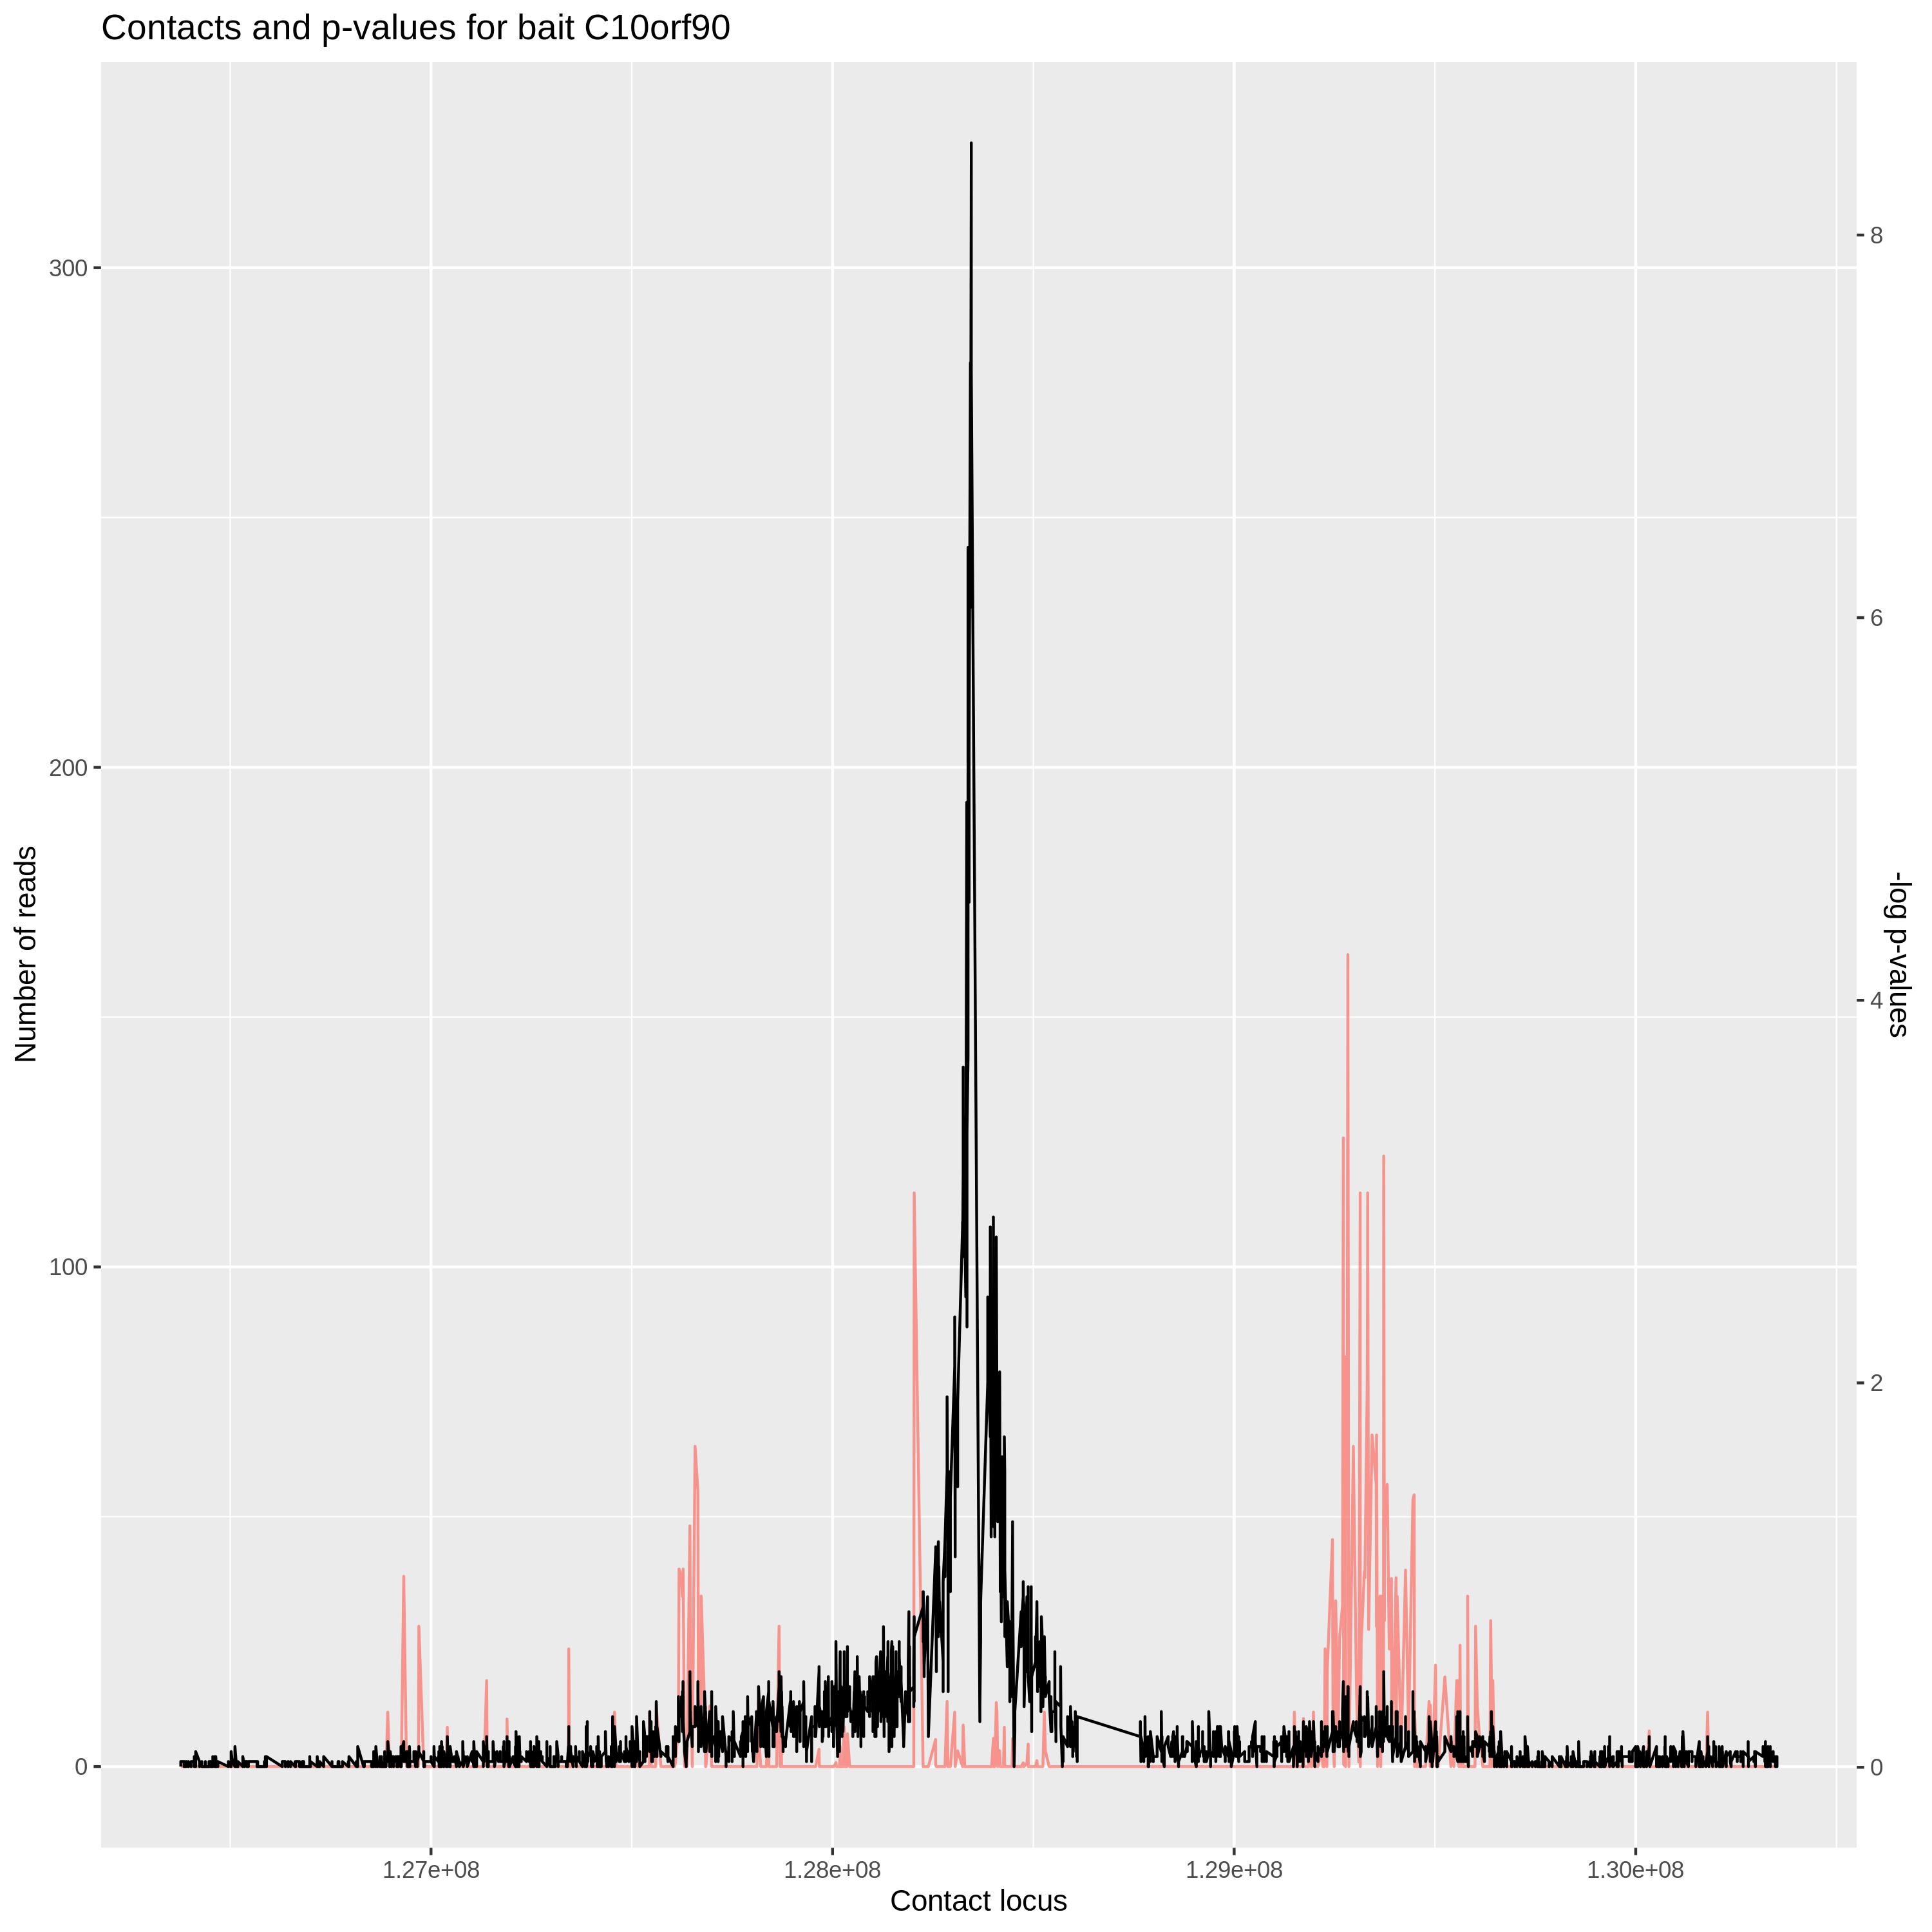 Contacts and p-values for bait C10orf90
300
200
100
0
Number of reads
8
6
4
2
0
-log p-values
1.27e+08
1.28e+08
1.29e+08
1.30e+08
Contact locus